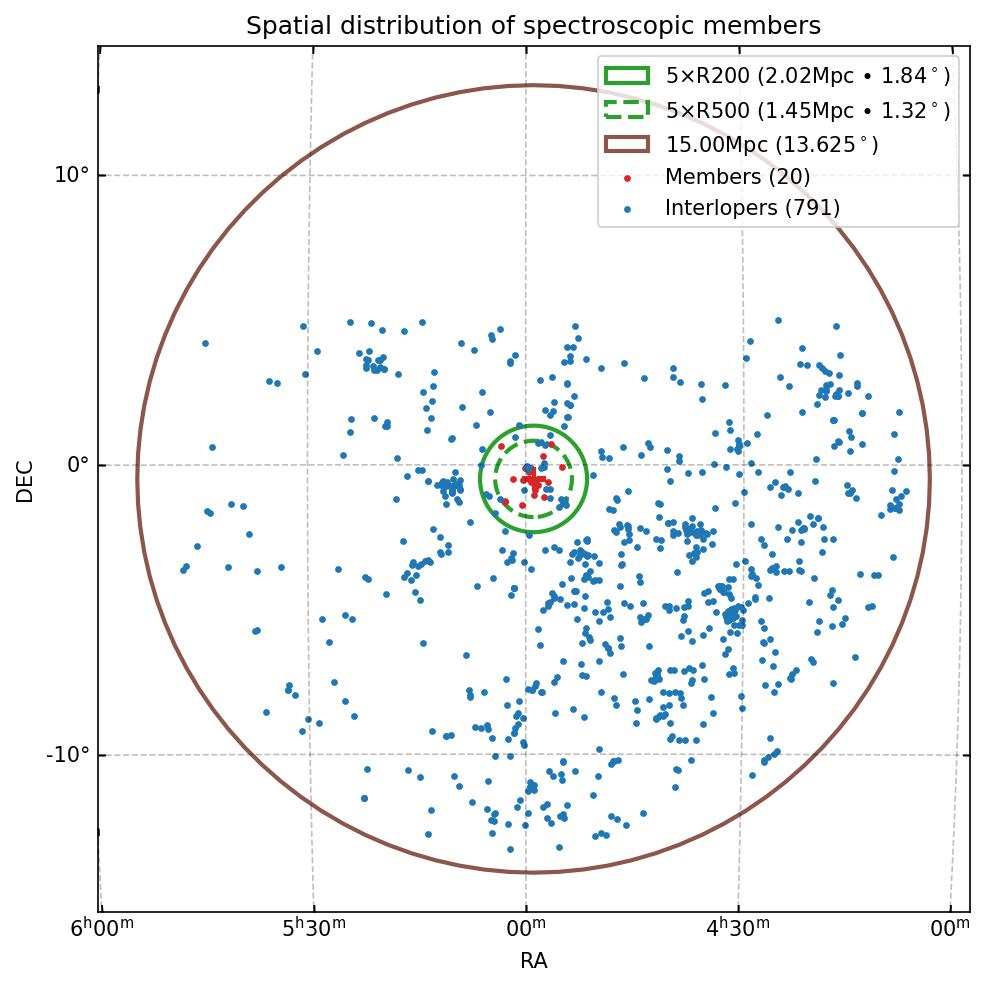 Spatial distribution of spectroscopic members
5×R200 (2.02Mpc • 1.84°)
5×R500 (1.45Mpc • 1.32°)
15.00Mpc (13.625°)
Members (20)
Interlopers (791)
10°
0°
-10°
DEC
6ʰ00ᵐ 5ʰ30ᵐ 00ᵐ 4ʰ30ᵐ 00ᵐ
RA